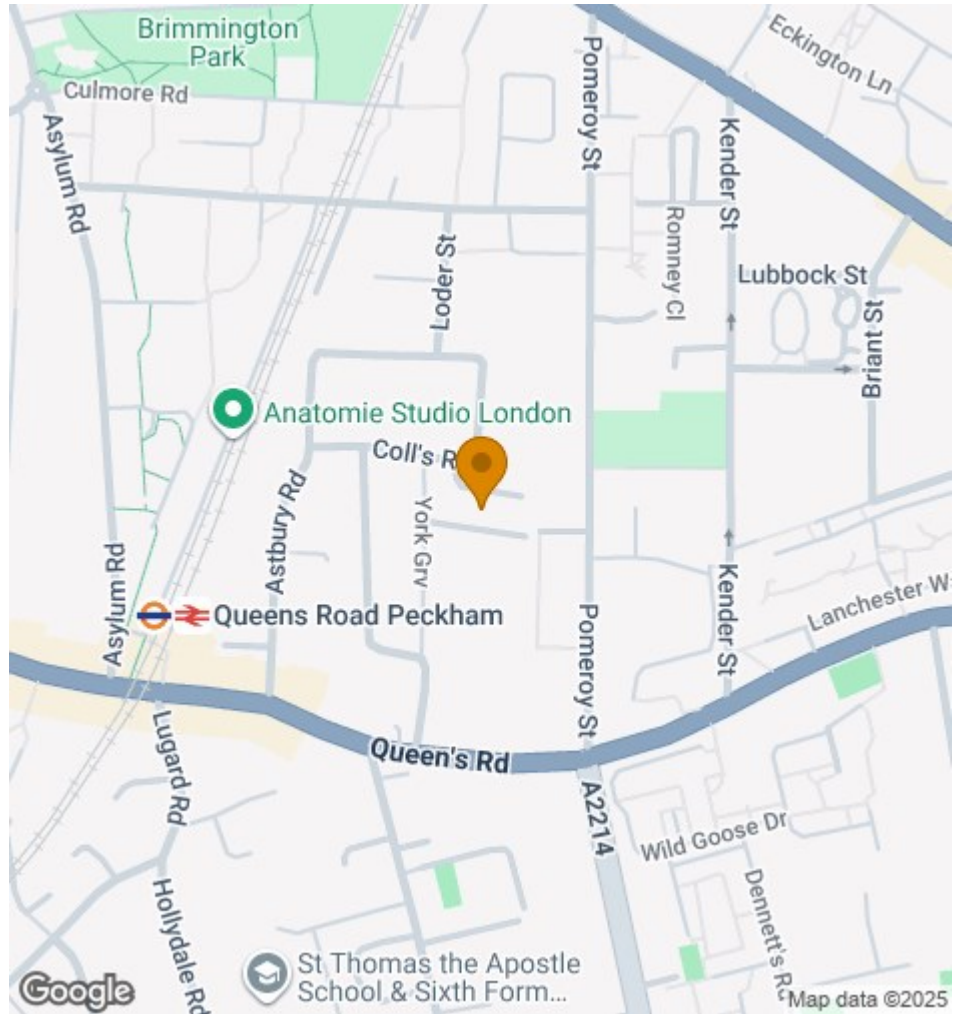 Brimmington
Park
Culmore Rd
Eckington Ln
Asylum Rd
Pomeroy St
Kender St
Romney Cl
Loder St
Lubbock St
Briant St
Anatomie Studio London
Coll's R
York Grv
Astbury Rd
Asylum Rd
Queens Road Peckham
Kender St
Lanchester W
Pomeroy St
Queen's Rd
Lugard Rd
A2214
Wild Goose Dr
Dennett's Rd
Hollydale Rd
St Thomas the Apostle
School & Sixth Form...
Google
Map data ©2025